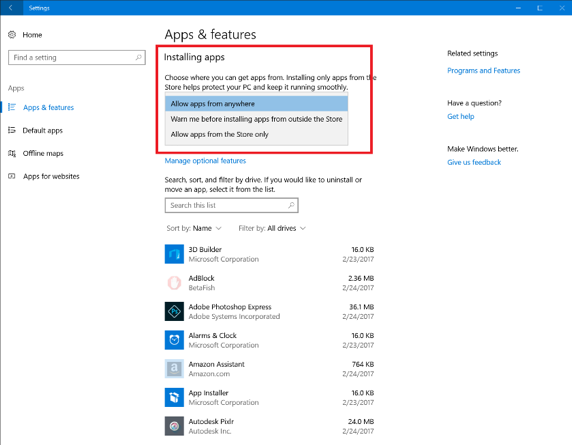 Settings
Home
Find a setting
Apps
Apps & features
Default apps
Offline maps
Apps for websites
Apps & features
Installing apps
Choose where you can get apps from. Installing only apps from the
Store helps protect your PC and keep it running smoothly.
Allow apps from anywhere
Warn me before installing apps from outside the Store
Allow apps from the Store only
Manage optional features
Search, sort, and filter by drive. If you would like to uninstall or
move an app, select it from the list.
Search this list
Sort by: Name Filter by: All drives
3D Builder 16.0 KB
Microsoft Corporation 2/23/2017
AdBlock 2.36 MB
BetaFish 2/24/2017
Adobe Photoshop Express 36.1 MB
Adobe Systems Incorporated 2/24/2017
Alarms & Clock 16.0 KB
Microsoft Corporation 2/23/2017
a
Amazon Assistant 764 KB
Amazon.com 2/24/2017
App Installer 16.0 KB
Microsoft Corporation 2/23/2017
Autodesk Pixlr 24.0 MB
Autodesk Inc. 2/24/2017
Related settings
Programs and Features
Have a question?
Get help
Make Windows better.
Give us feedback